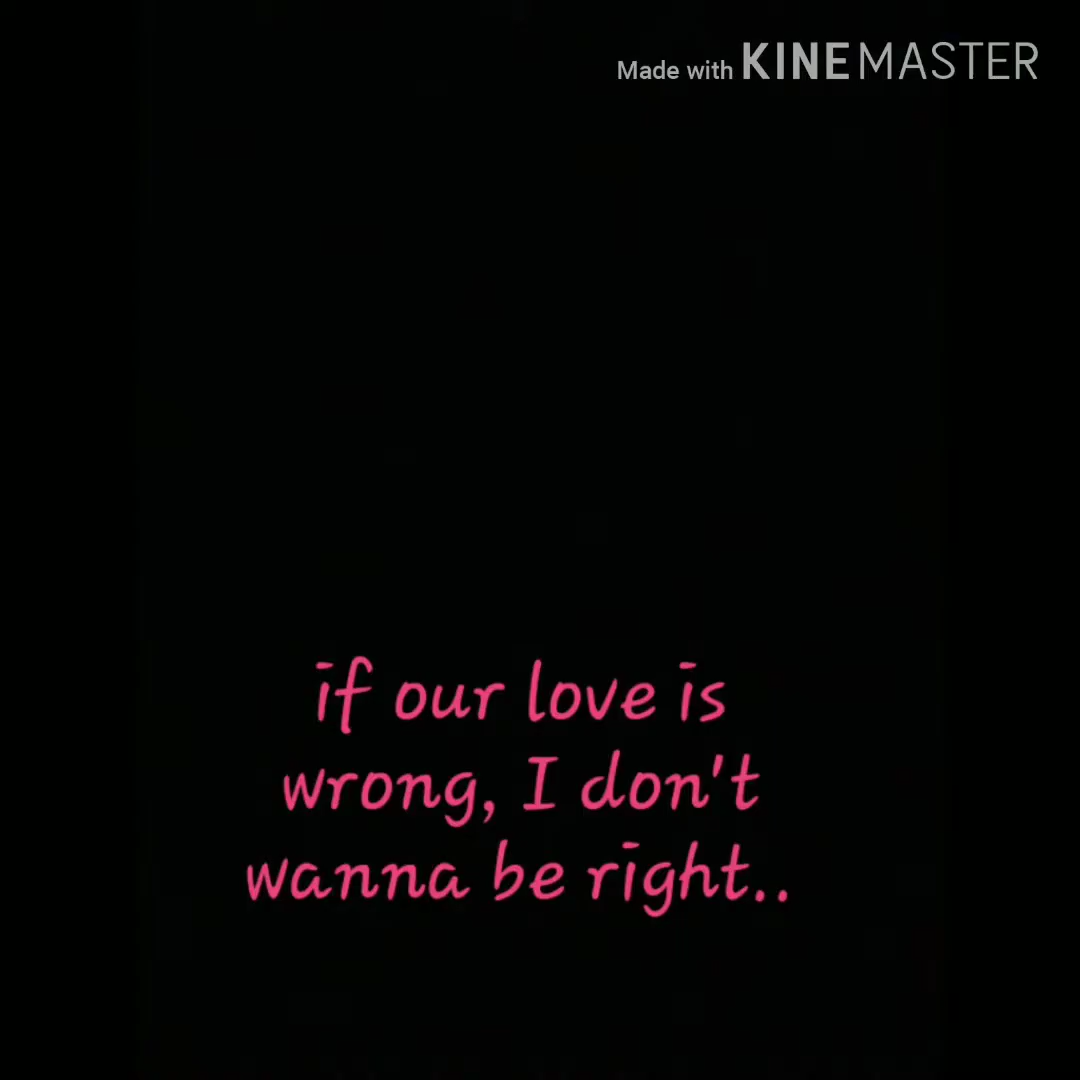 Made with KINEMASTER
if our love is
wrong, I don't
wanna be right..